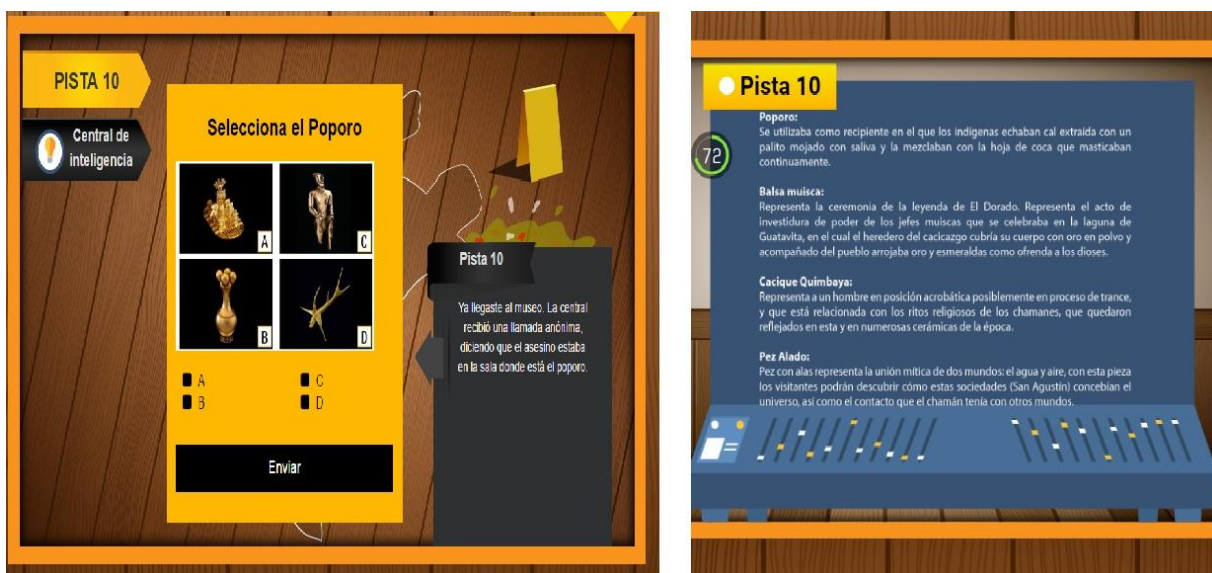 PISTA 10
Central de
inteligencia
Selecciona el Poporo
A
C
B
D
A
C
B
D
Enviar
Pista 10
Ya llegaste al museo. La central
recibió una llamada anónima,
diciendo que el asesino estaba
en la sala donde está el poporo.
Pista 10
72
Poporo:
Se utilizaba como recipiente en el que los indígenas echaban cal extraída con un
palito mojado con saliva y la mezclaban con la hoja de coca que masticaban
continuamente.
Balsa muisca:
Representa la ceremonia de la leyenda de El Dorado. Representa el acto de
investidura de poder de los jefes muiscas que se celebraba en la laguna de
Guatavita, en el cual el heredero del cacicazgo cubría su cuerpo con oro en polvo y
acompañado del pueblo arrojaba oro y esmeraldas como ofrenda a los dioses.
Cacique Quimbaya:
Representa a un hombre en posición acrobática posiblemente en proceso de trance,
y que está relacionada con los ritos religiosos de los chamanes, que quedaron
reflejados en esta y en numerosas cerámicas de la época.
Pez Alado:
Pez con alas representa la unión mítica de dos mundos: el agua y aire, con esta pieza
los visitantes podrán descubrir cómo estas sociedades (San Agustín) concebían el
universo, así como el contacto que el chamán tenía con otros mundos.